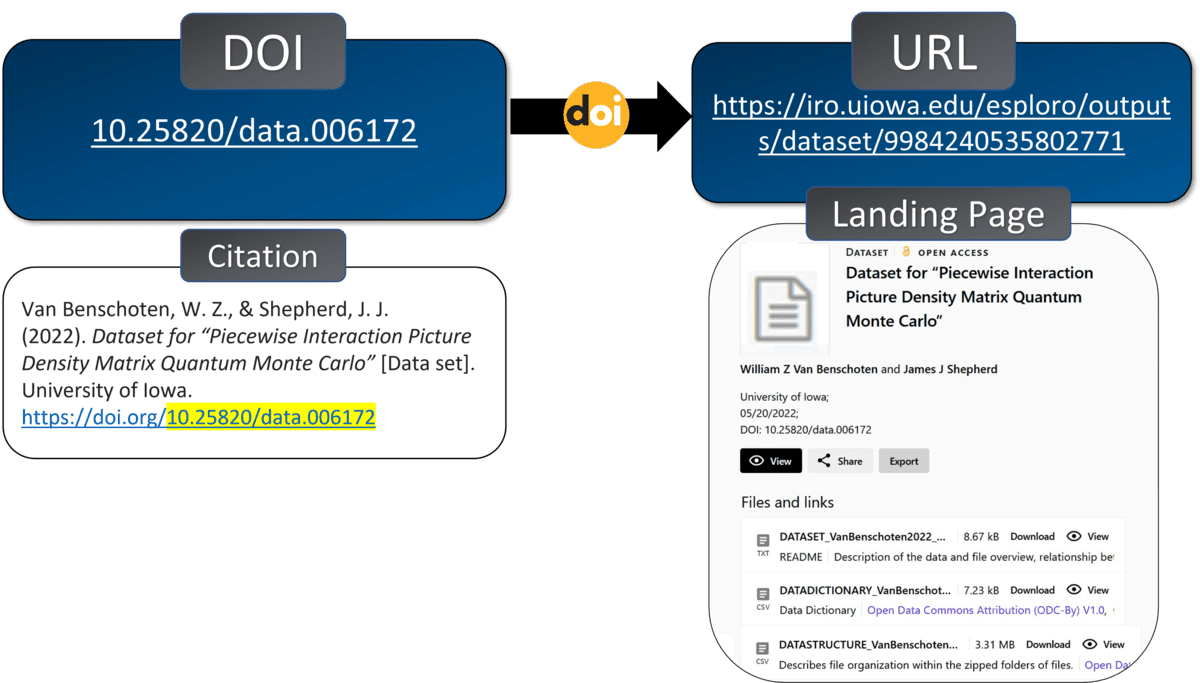 DOI
10.25820/data.006172
doi
URL
https://iro.uiowa.edu/esploro/output
s/dataset/9984240535802771
Citation
Van Benschoten, W. Z., & Shepherd, J. J.
(2022). Dataset for “Piecewise Interaction Picture
Density Matrix Quantum Monte Carlo” [Data set].
University of Iowa.
https://doi.org/10.25820/data.006172
Landing Page
DATASET OPEN ACCESS
Dataset for “Piecewise Interaction
Picture Density Matrix Quantum
Monte Carlo”
William Z Van Benschoten and James J Shepherd
University of Iowa;
05/20/2022;
DOI: 10.25820/data.006172
View Share Export
Files and links
DATASET_VanBenschoten2022_... 8.67 kB Download View
TXT README Description of the data and file overview, relationship be
DATADICTIONARY_VanBenschot... 7.23 kB Download View
CSV Data Dictionary Open Data Commons Attribution (ODC-By) V1.0,
DATASTRUCTURE_VanBenschoten... 3.31 MB Download View
CSV Describes file organization within the zipped folders of files. Open Da